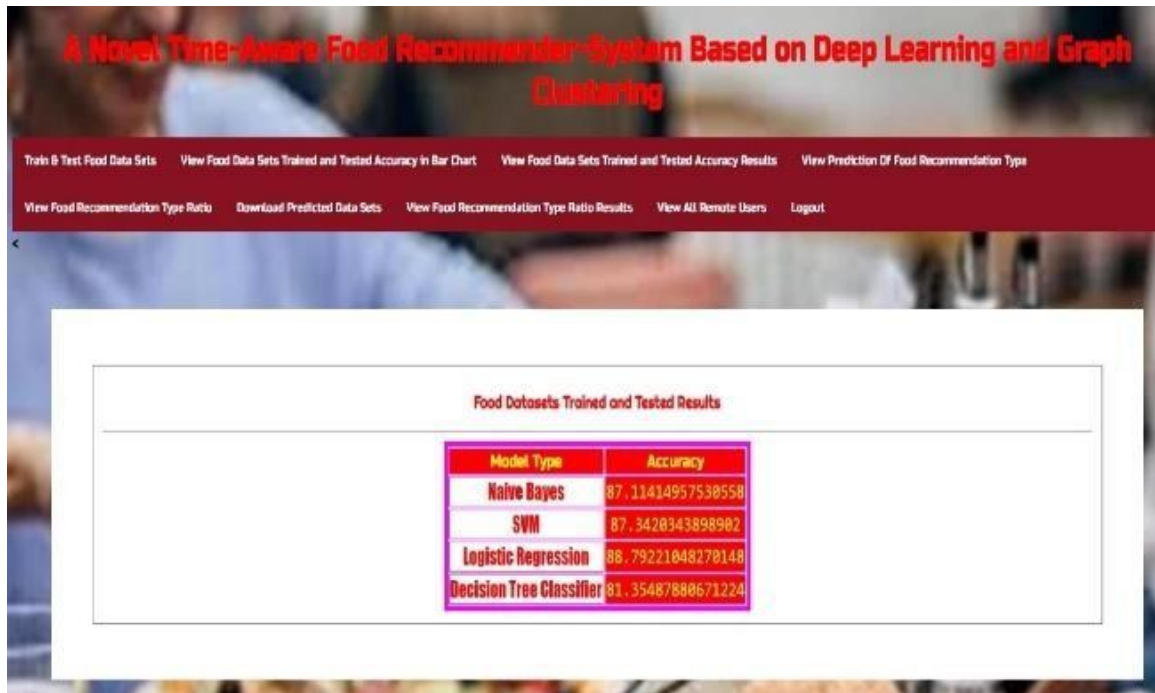 A Novel Time-Aware Food Recommender-System Based on Deep Learning and Graph
Clustering
Train & Test Food Data Sets View Food Data Sets Trained and Tested Accuracy in Bar Chart View Food Data Sets Trained and Tested Accuracy Results View Prediction Of Food Recommendation Type
View Food Recommendation Type Ratio Download Predicted Data Sets View Food Recommendation Type Ratio Results View All Remote Users Logout
<
Food Datasets Trained and Tested Results
Model Type Accuracy
Naive Bayes 87.11414957530558
SVM 87.3420343898902
Logistic Regression 88.79221048270148
Decision Tree Classifier 81.35487880671224